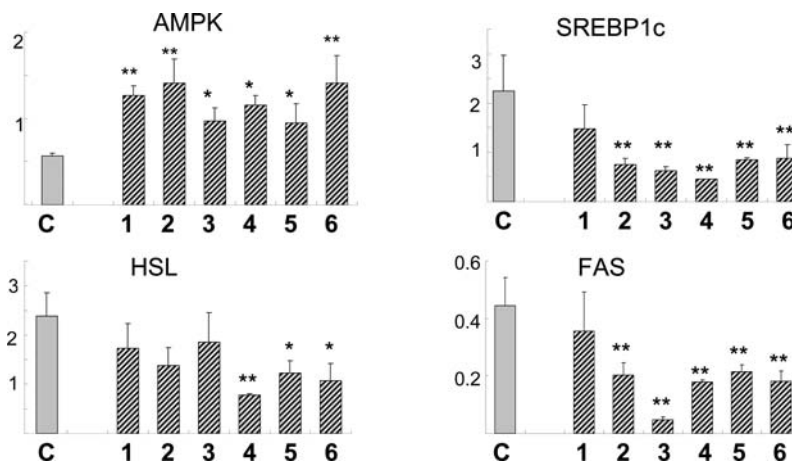 AMPK
2
1
** ** * * * **
C 1 2 3 4 5 6
SREBP1c
3
2
1
** ** ** ** **
C 1 2 3 4 5 6
HSL
3
2
1
** * *
C 1 2 3 4 5 6
FAS
0.6
0.4
0.2
** ** ** ** **
C 1 2 3 4 5 6